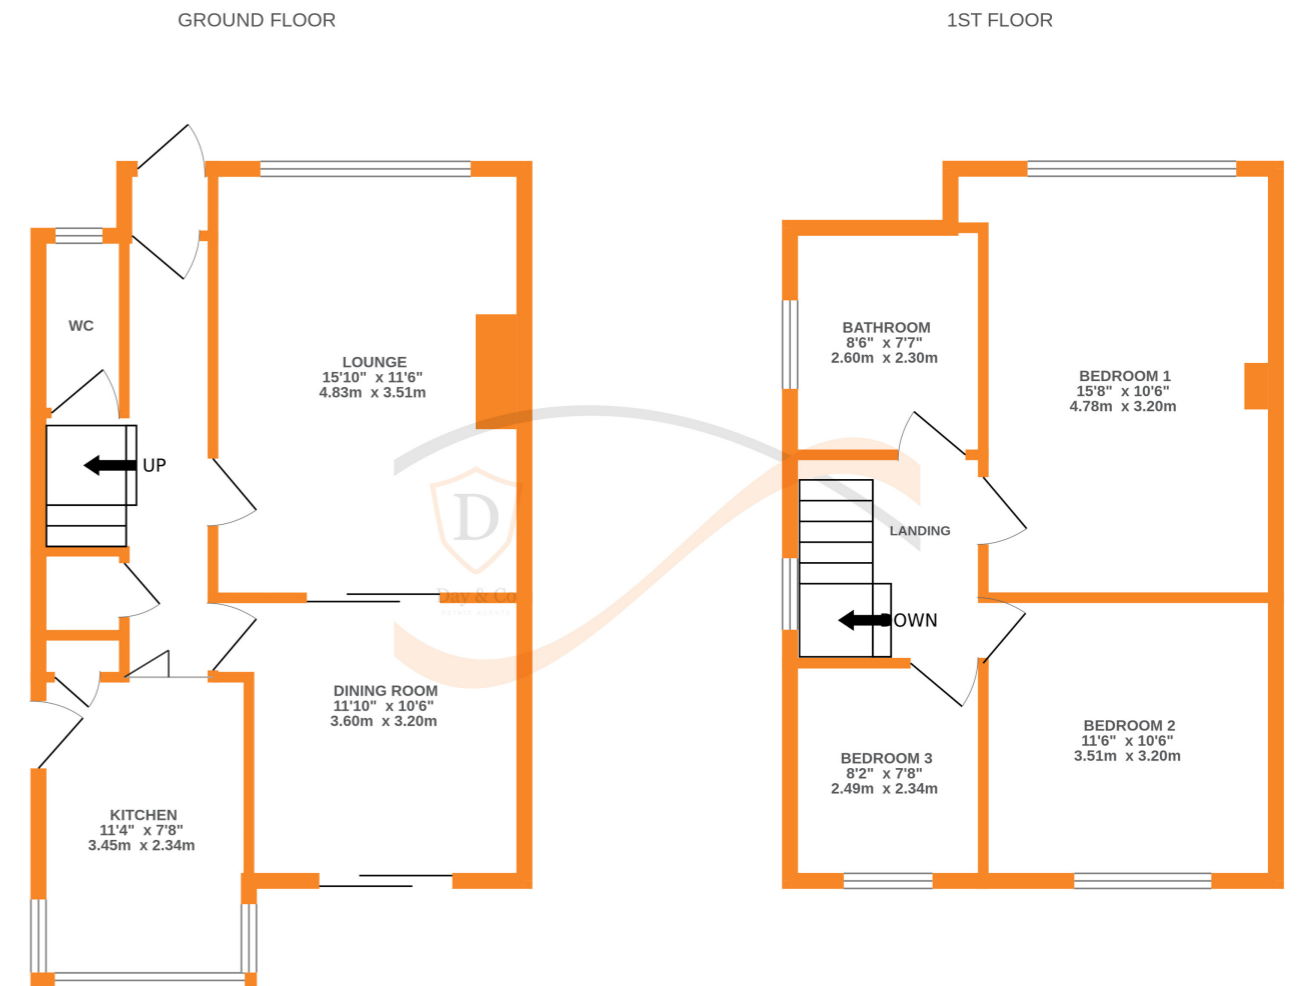 GROUND FLOOR
1ST FLOOR
WC
LOUNGE
15'10" x 11'6"
4.83m x 3.51m
UP
DINING ROOM
11'10" x 10'6"
3.60m x 3.20m
KITCHEN
11'4" x 7'8"
3.45m x 2.34m
BATHROOM
8'6" x 7'7"
2.60m x 2.30m
BEDROOM 1
15'8" x 10'6"
4.78m x 3.20m
LANDING
DOWN
BEDROOM 2
11'6" x 10'6"
3.51m x 3.20m
BEDROOM 3
8'2" x 7'8"
2.49m x 2.34m
D
Day & Co